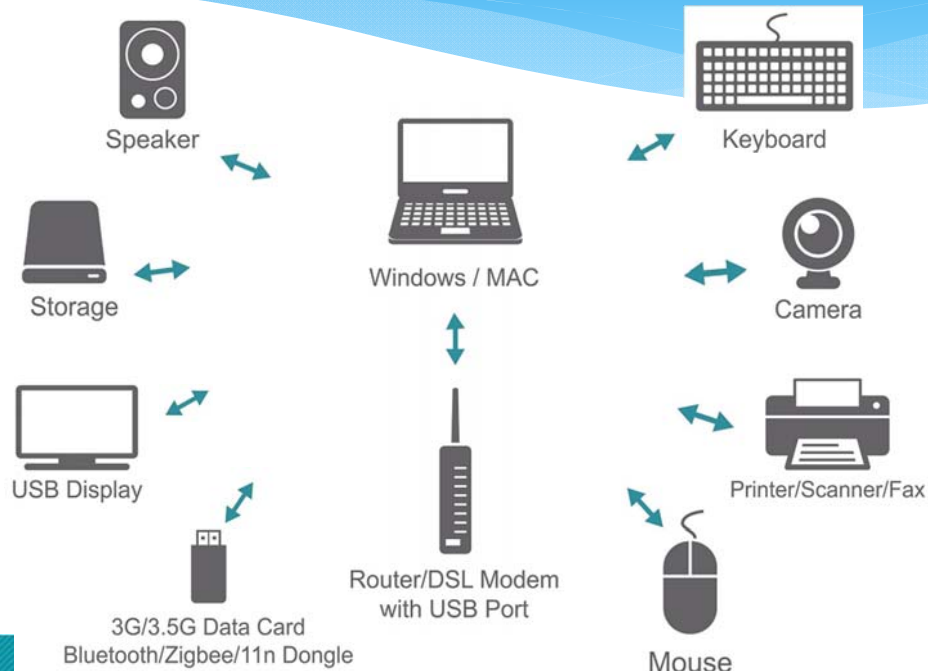 Speaker
Keyboard
Windows / MAC
Storage
Camera
USB Display
Printer/Scanner/Fax
Router/DSL Modem
with USB Port
3G/3.5G Data Card
Bluetooth/Zigbee/11n Dongle
Mouse